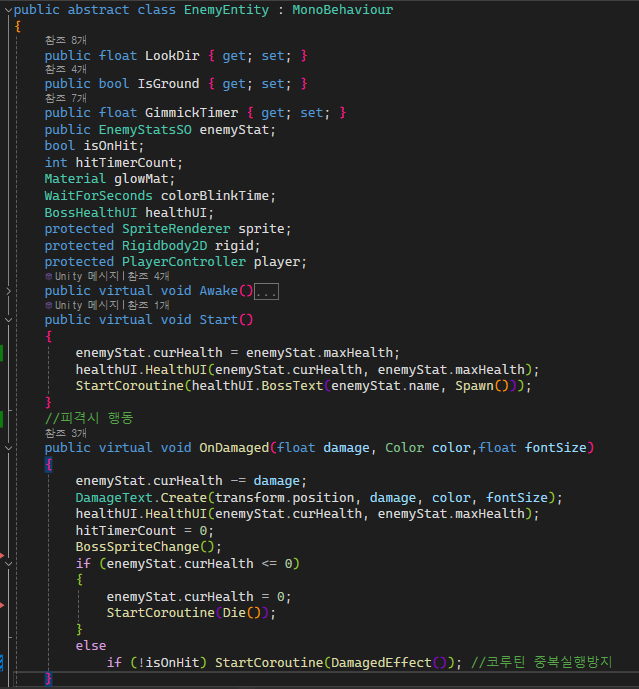 public abstract class EnemyEntity : MonoBehaviour
{
참조 8개
public float LookDir { get; set; }
참조 4개
public bool IsGround { get; set; }
참조 7개
public float GimmickTimer { get; set; }
public EnemyStatsSO enemyStat;
bool isOnHit;
int hitTimerCount;
Material glowMat;
WaitForSeconds colorBlinkTime;
BossHealthUI healthUI;
protected SpriteRenderer sprite;
protected Rigidbody2D rigid;
protected PlayerController player;
Unity 메시지|참조 4개
public virtual void Awake()...
Unity 메시지|참조 1개
public virtual void Start()
{
enemyStat.curHealth = enemyStat.maxHealth;
healthUI.HealthUI(enemyStat.curHealth, enemyStat.maxHealth);
StartCoroutine(healthUI.BossText(enemyStat.name, Spawn()));
}
//피격시 행동
참조 3개
public virtual void OnDamaged(float damage, Color color,float fontSize)
{
enemyStat.curHealth -= damage;
DamageText.Create(transform.position, damage, color, fontSize);
healthUI.HealthUI(enemyStat.curHealth, enemyStat.maxHealth);
hitTimerCount = 0;
BossSpriteChange();
if (enemyStat.curHealth <= 0)
{
enemyStat.curHealth = 0;
StartCoroutine(Die());
}
else
if (!isOnHit) StartCoroutine(DamagedEffect()); //코루틴 중복실행방지
}